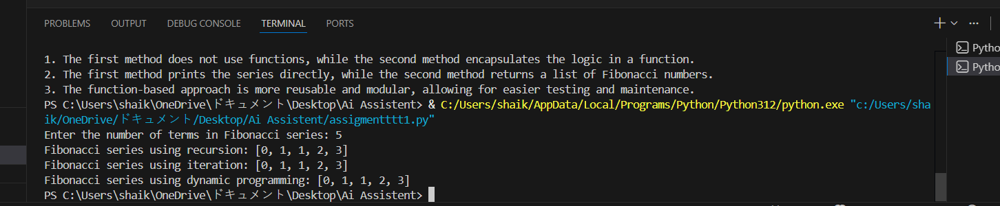 PROBLEMS OUTPUT DEBUG CONSOLE TERMINAL PORTS
1. The first method does not use functions, while the second method encapsulates the logic in a function.
2. The first method prints the series directly, while the second method returns a list of Fibonacci numbers.
3. The function-based approach is more reusable and modular, allowing for easier testing and maintenance.
PS C:\Users\shaik\OneDrive\ドキュメント\Desktop\Ai Assistent> & C:/Users/shaik/AppData/Local/Programs/Python/Python312/python.exe "c:/Users/sha
ik/OneDrive/ドキュメント/Desktop/Ai Assistent/assigmentttt1.py"
Enter the number of terms in Fibonacci series: 5
Fibonacci series using recursion: [0, 1, 1, 2, 3]
Fibonacci series using iteration: [0, 1, 1, 2, 3]
Fibonacci series using dynamic programming: [0, 1, 1, 2, 3]
PS C:\Users\shaik\OneDrive\ドキュメント\Desktop\Ai Assistent>
Pytho
Pytho